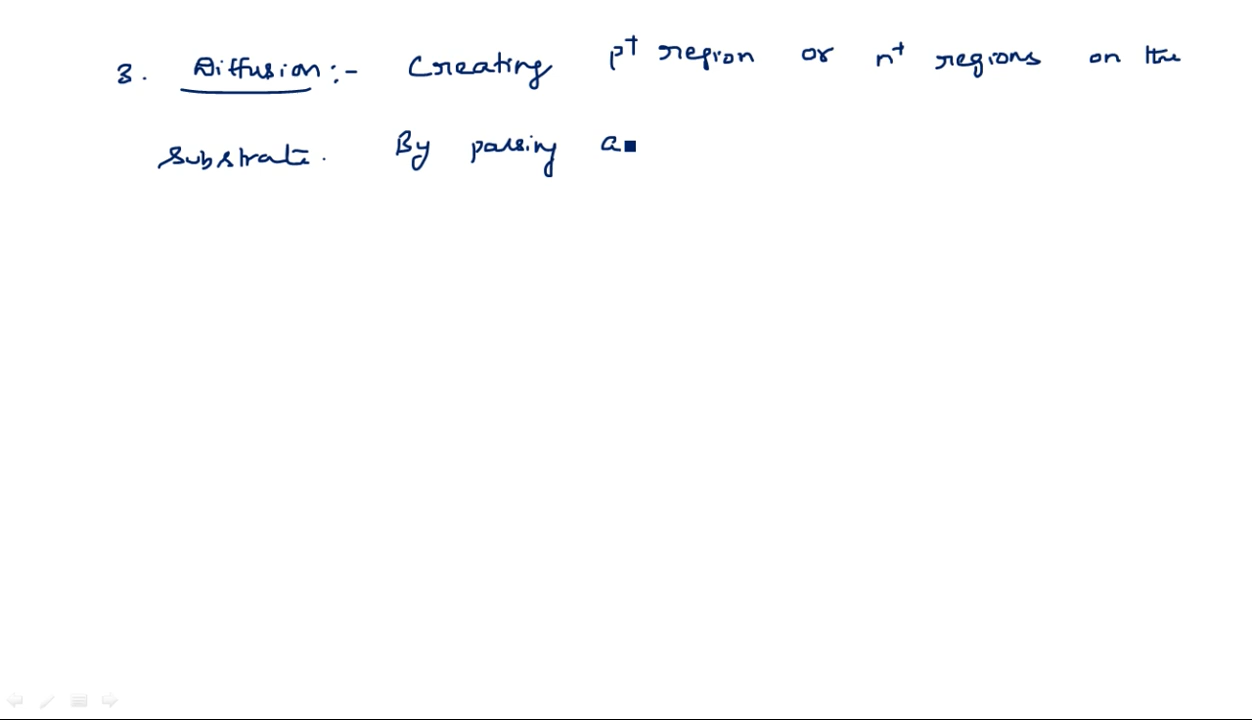 3. Diffusion :- Creating p+ region or n+ regions on the
substrate. By passing a